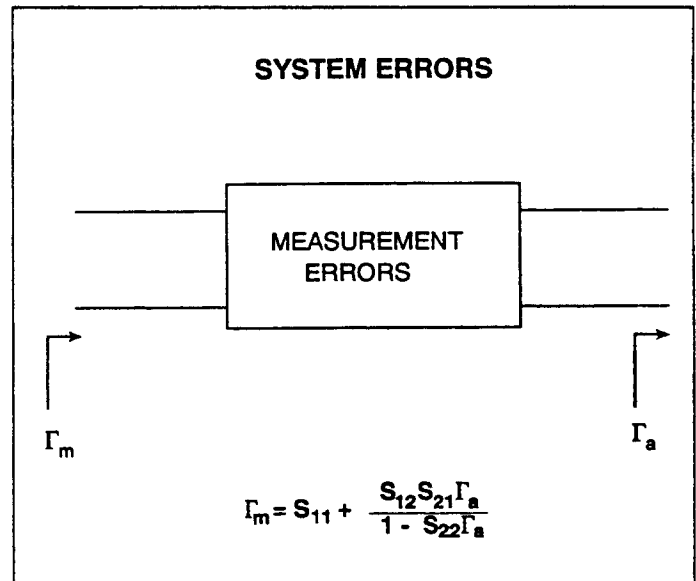 SYSTEM ERRORS
MEASUREMENT
ERRORS
Γm
Γa
Γm = S11 + S12S21Γa / 1 - S22Γa